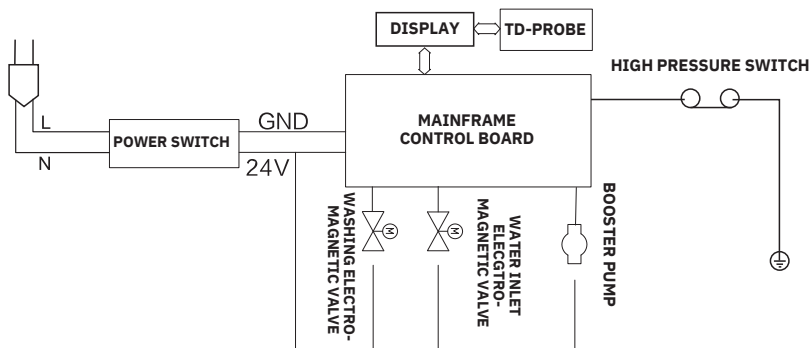 DISPLAY
TD-PROBE
HIGH PRESSURE SWITCH
L
N
POWER SWITCH
GND
24V
MAINFRAME
CONTROL BOARD
WASHING ELECTRO-
MAGNETIC VALVE
M
WATER INLET
ELECGTRO-
MAGNETIC VALVE
M
BOOSTER PUMP